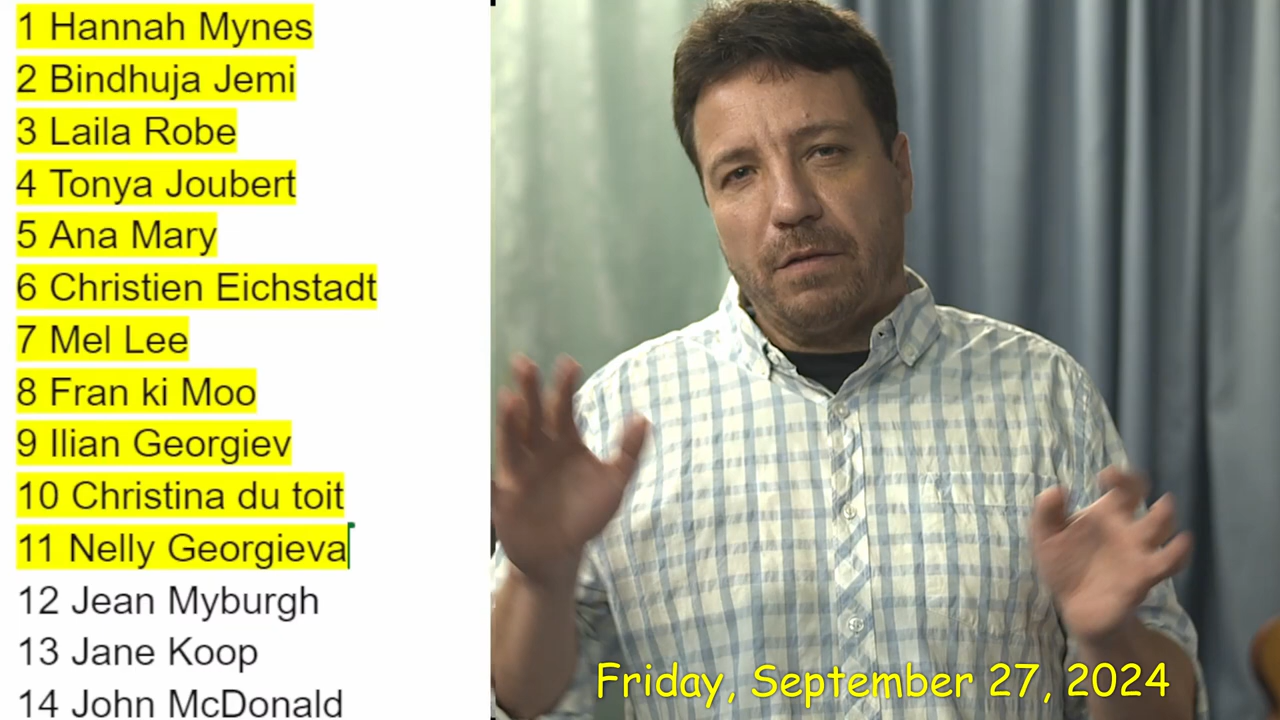 1 Hannah Mynes
2 Bindhuja Jemi
3 Laila Robe
4 Tonya Joubert
5 Ana Mary
6 Christien Eichstadt
7 Mel Lee
8 Fran ki Moo
9 Ilian Georgiev
10 Christina du toit
11 Nelly Georgieva
12 Jean Myburgh
13 Jane Koop
14 John McDonald
Friday, September 27, 2024